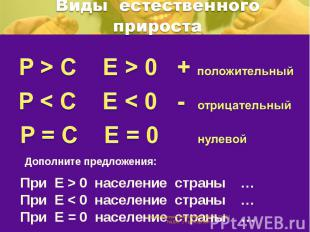 Виды естественного
прироста
Р > С Е > 0 + положительный
Р < С Е < 0 - отрицательный
Р = С Е = 0 нулевой
Дополните предложения:
При Е > 0 население страны …
При Е < 0 население страны …
При Е = 0 население страны …